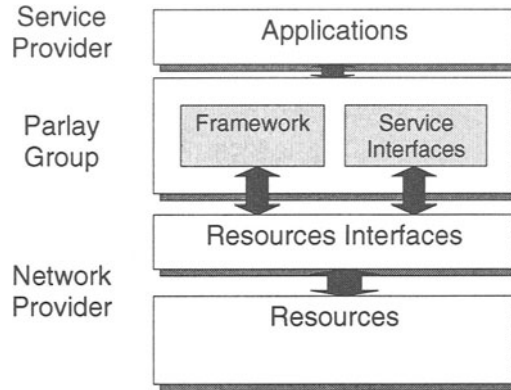 Service
Provider
Applications
Parlay
Group
Framework
Service
Interfaces
Resources Interfaces
Network
Provider
Resources